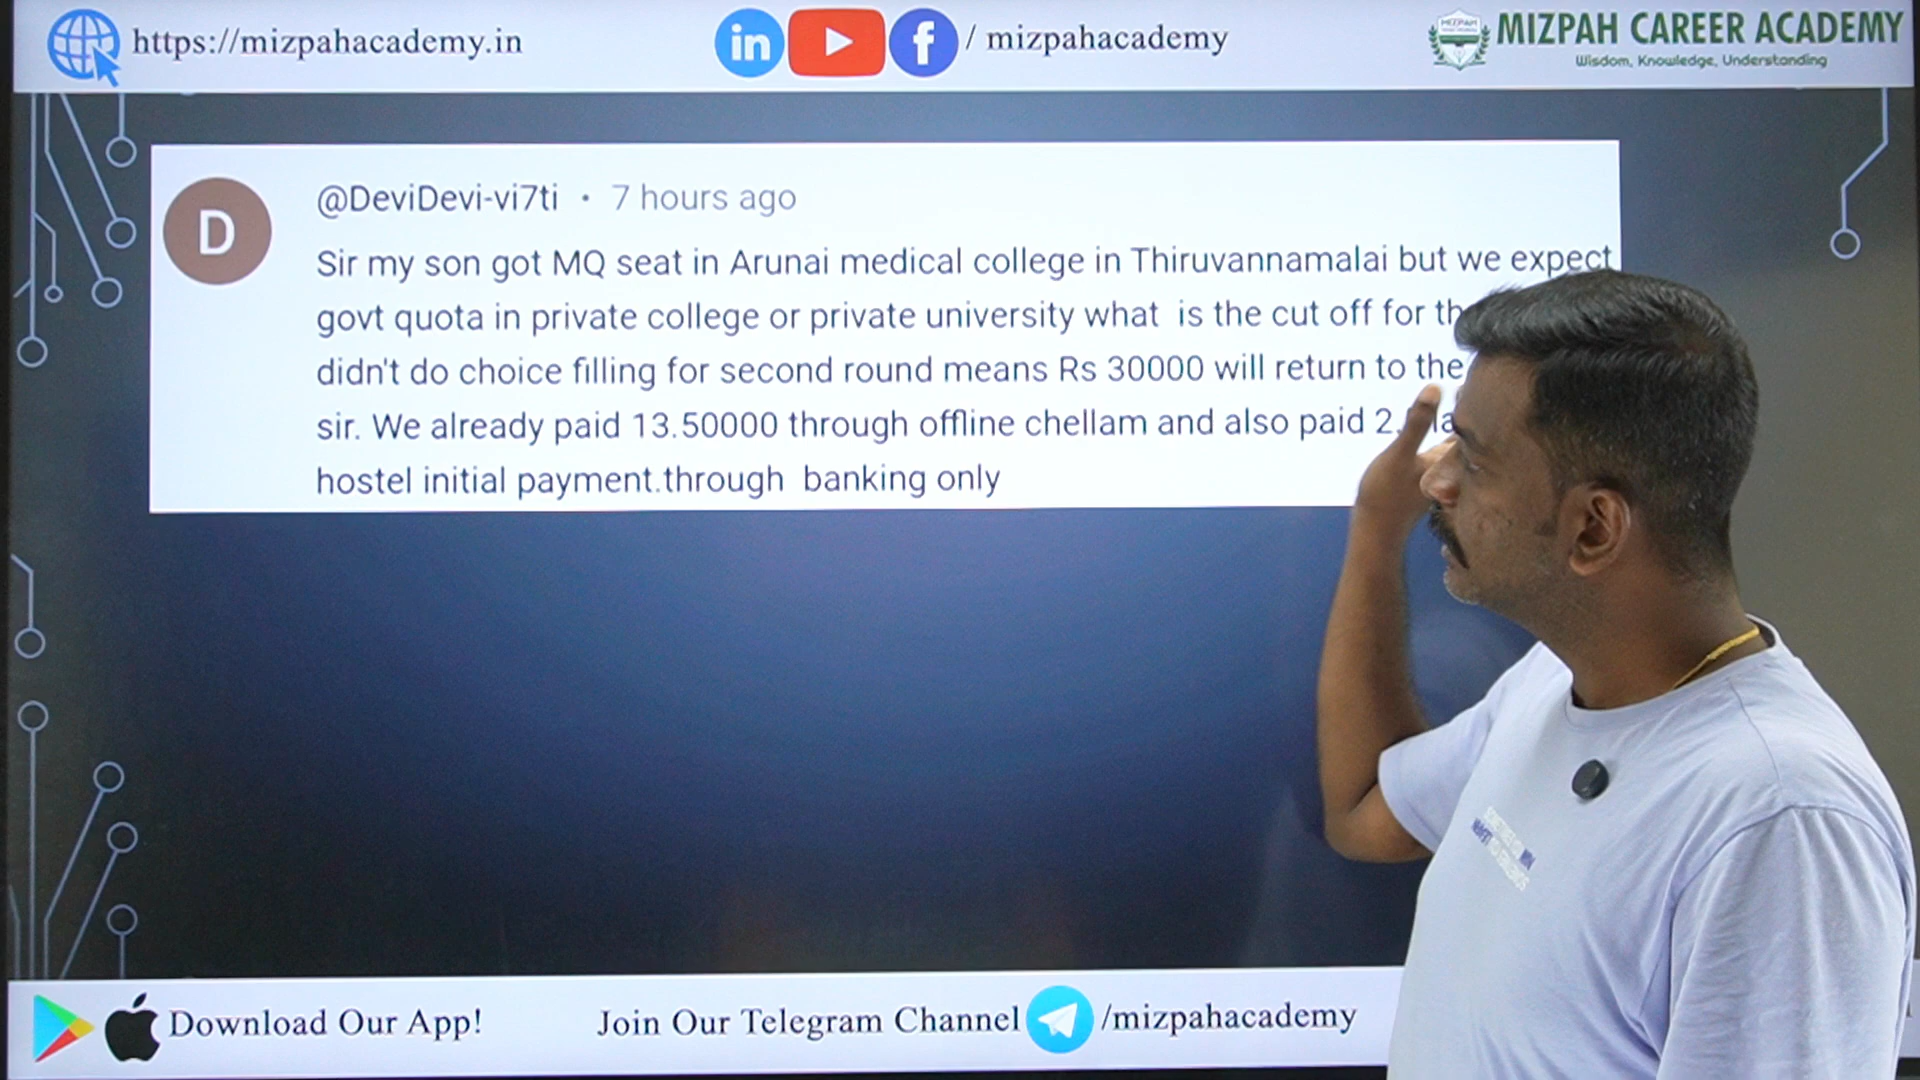 https://mizpahacademy.in
in f / mizpahacademy
MIZPAH
MIZPAH CAREER ACADEMY
Wisdom, Knowledge, Understanding
D
@DeviDevi-vi7ti • 7 hours ago
Sir my son got MQ seat in Arunai medical college in Thiruvannamalai but we expect
govt quota in private college or private university what is the cut off for
didn't do choice filling for second round means Rs 30000 will return to the
sir. We already paid 13.50000 through offline chellam and also paid 2.
hostel initial payment.through banking only
Download Our App!
Join Our Telegram Channel /mizpahacademy